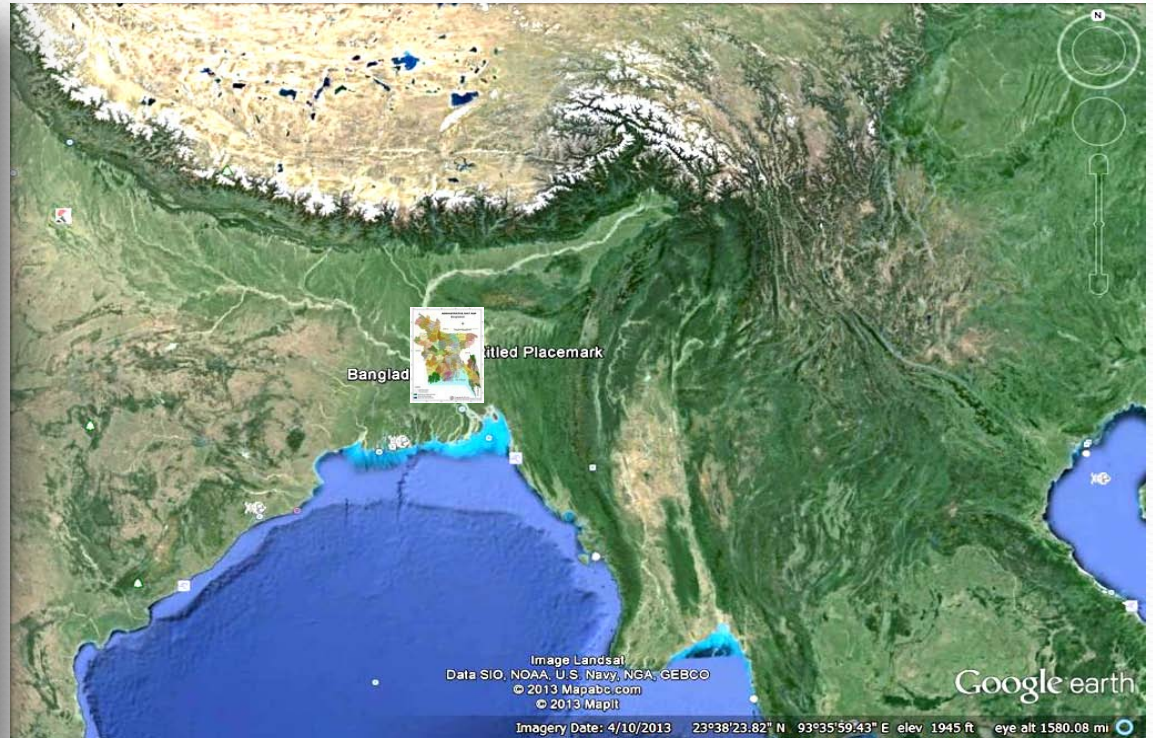 N
titled Placemark
Banglad
Image Landsat
Data SIO, NOAA, U.S. Navy, NGA, GEBCO
© 2013 Mapabc.com
© 2013 MapIt
Google earth
Imagery Date: 4/10/2013 23°38'23.82" N 93°35'59.43" E elev 1945 ft eye alt 1580.08 mi